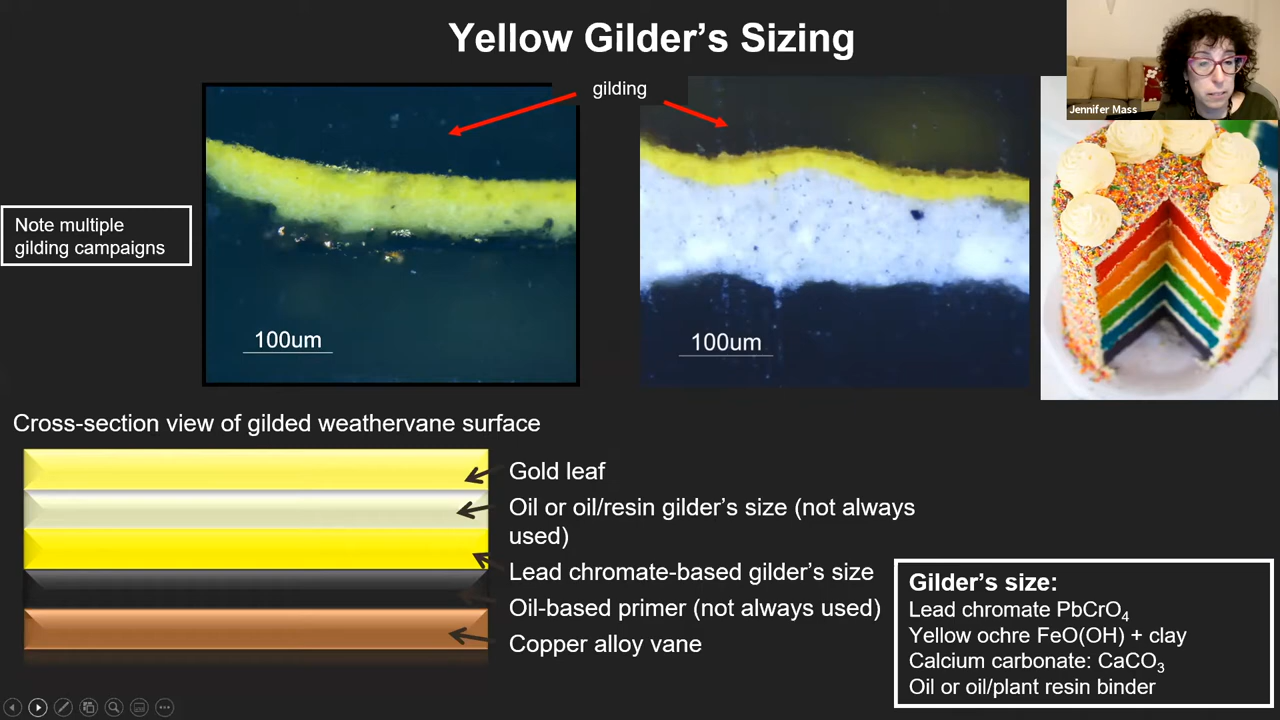 Yellow Gilder's Sizing
Jennifer Mass
gilding
Note multiple
gilding campaigns
100um
100um
Cross-section view of gilded weathervane surface
Gold leaf
Oil or oil/resin gilder's size (not always
used)
Lead chromate-based gilder's size
Oil-based primer (not always used)
Copper alloy vane
Gilder's size:
Lead chromate PbCrO₄
Yellow ochre FeO(OH) + clay
Calcium carbonate: CaCO₃
Oil or oil/plant resin binder